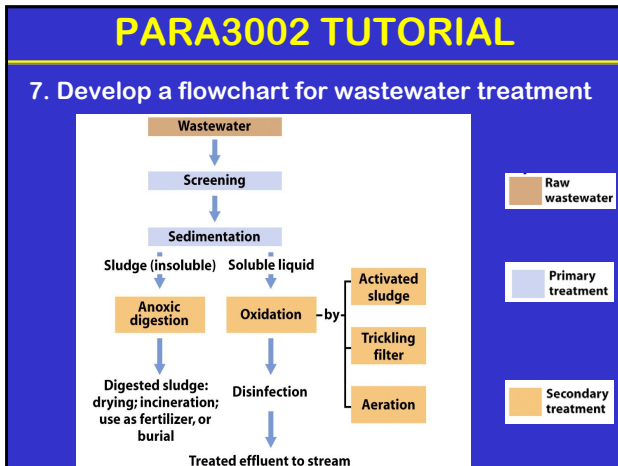 PARA3002 TUTORIAL
7. Develop a flowchart for wastewater treatment
Wastewater
Screening
Sedimentation
Sludge (insoluble)
Soluble liquid
Anoxic
digestion
Oxidation
by
Activated
sludge
Trickling
filter
Aeration
Digested sludge:
drying; incineration;
use as fertilizer, or
burial
Disinfection
Treated effluent to stream
Raw
wastewater
Primary
treatment
Secondary
treatment